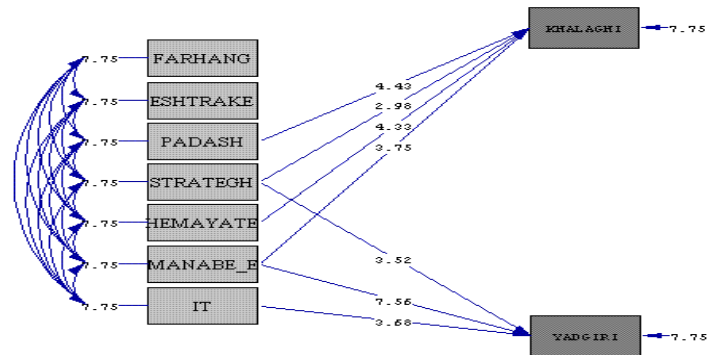 KHALAGHI 7.75
7.75 FARHANG
7.75 ESHTRAKE
4.43
2.98
7.75 PADASH
4.33
3.75
7.75 STRATEGH
7.75 HEMAYATE
7.75 MANABE_E
3.52
7.56
7.75 IT
3.68
YADGIRI 7.75